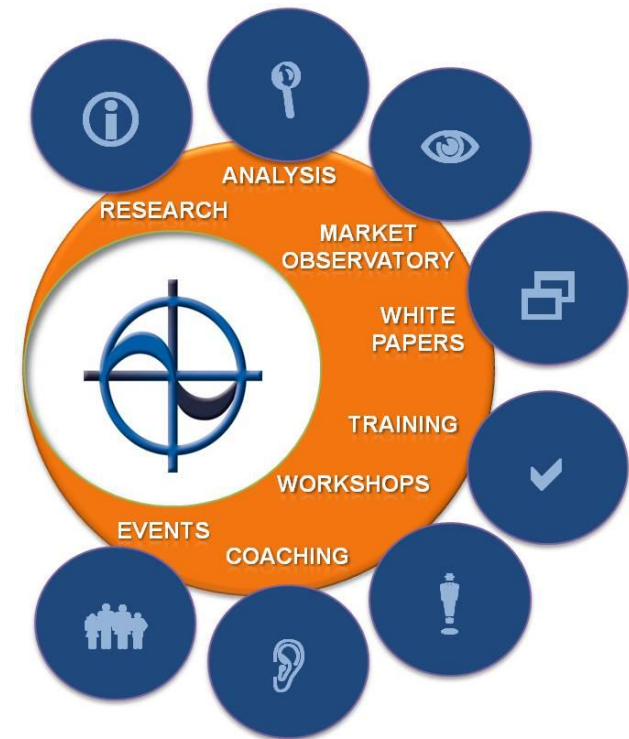 ANALYSIS
RESEARCH
MARKET
OBSERVATORY
WHITE
PAPERS
TRAINING
WORKSHOPS
EVENTS
COACHING